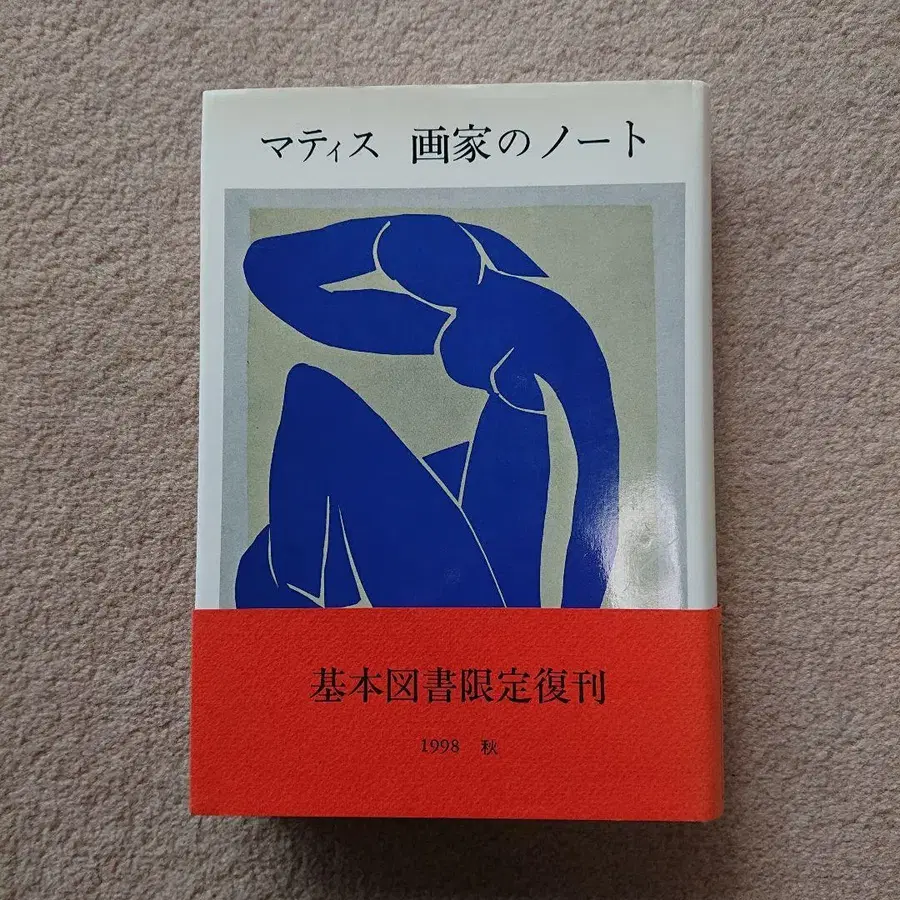 マティス 画家のノート
基本図書限定復刊
1998 秋